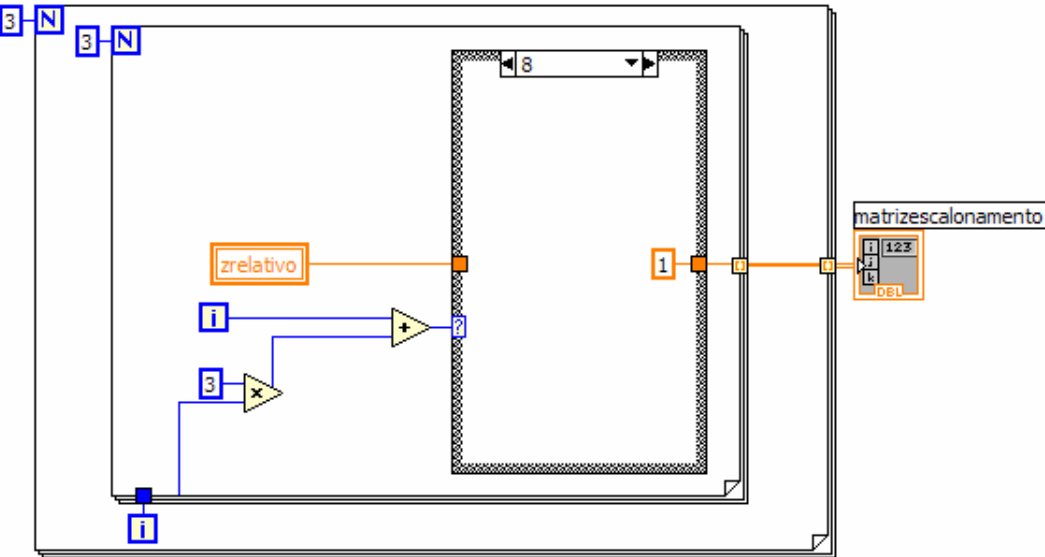 3 N
3 N
8
matrizescalonamento
i 123
j
k
DBL
zrelativo
1
i
+
?
3
x
i